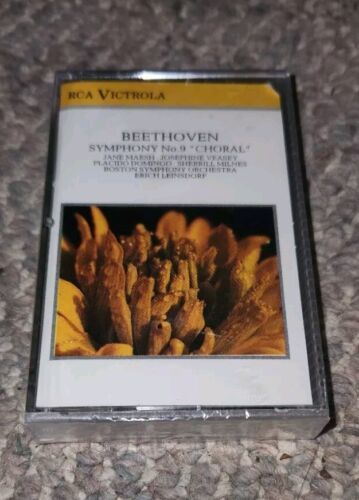 RCA VICTROLA
BEETHOVEN
SYMPHONY No.9 "CHORAL"
JANE MARSH · JOSEPHINE VEASEY
PLACIDO DOMINGO · SHERRILL MILNES
BOSTON SYMPHONY ORCHESTRA
ERICH LEINSDORF